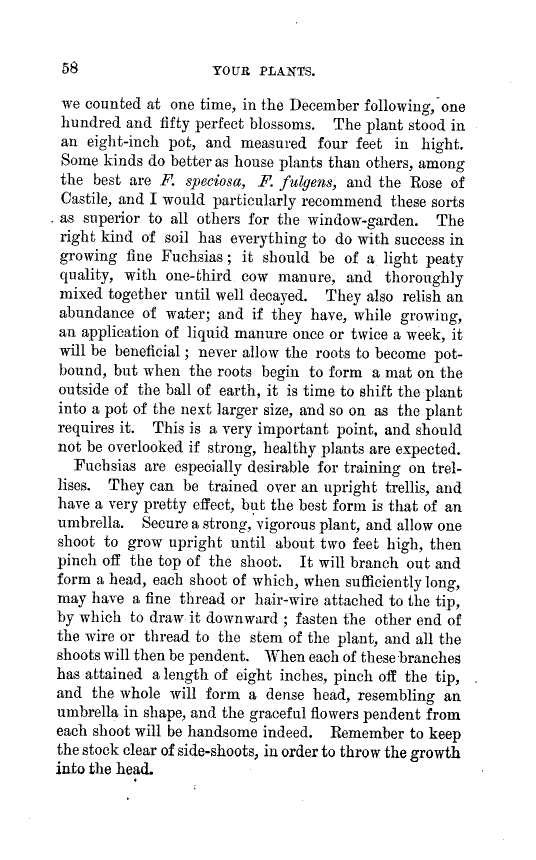 58 YOUR PLANTS.
we counted at one time, in the December following, one
hundred and fifty perfect blossoms. The plant stood in
an eight-inch pot, and measured four feet in hight.
Some kinds do better as house plants than others, among
the best are F. speciosa, F. fulgens, and the Rose of
Castile, and I would particularly recommend these sorts
as superior to all others for the window-garden. The
right kind of soil has everything to do with success in
growing fine Fuchsias; it should be of a light peaty
quality, with one-third cow manure, and thoroughly
mixed together until well decayed. They also relish an
abundance of water; and if they have, while growing,
an application of liquid manure once or twice a week, it
will be beneficial; never allow the roots to become pot-
bound, but when the roots begin to form a mat on the
outside of the ball of earth, it is time to shift the plant
into a pot of the next larger size, and so on as the plant
requires it. This is a very important point, and should
not be overlooked if strong, healthy plants are expected.
Fuchsias are especially desirable for training on trel-
lises. They can be trained over an upright trellis, and
have a very pretty effect, but the best form is that of an
umbrella. Secure a strong, vigorous plant, and allow one
shoot to grow upright until about two feet high, then
pinch off the top of the shoot. It will branch out and
form a head, each shoot of which, when sufficiently long,
may have a fine thread or hair-wire attached to the tip,
by which to draw it downward; fasten the other end of
the wire or thread to the stem of the plant, and all the
shoots will then be pendent. When each of these branches
has attained a length of eight inches, pinch off the tip,
and the whole will form a dense head, resembling an
umbrella in shape, and the graceful flowers pendent from
each shoot will be handsome indeed. Remember to keep
the stock clear of side-shoots, in order to throw the growth
into the head.